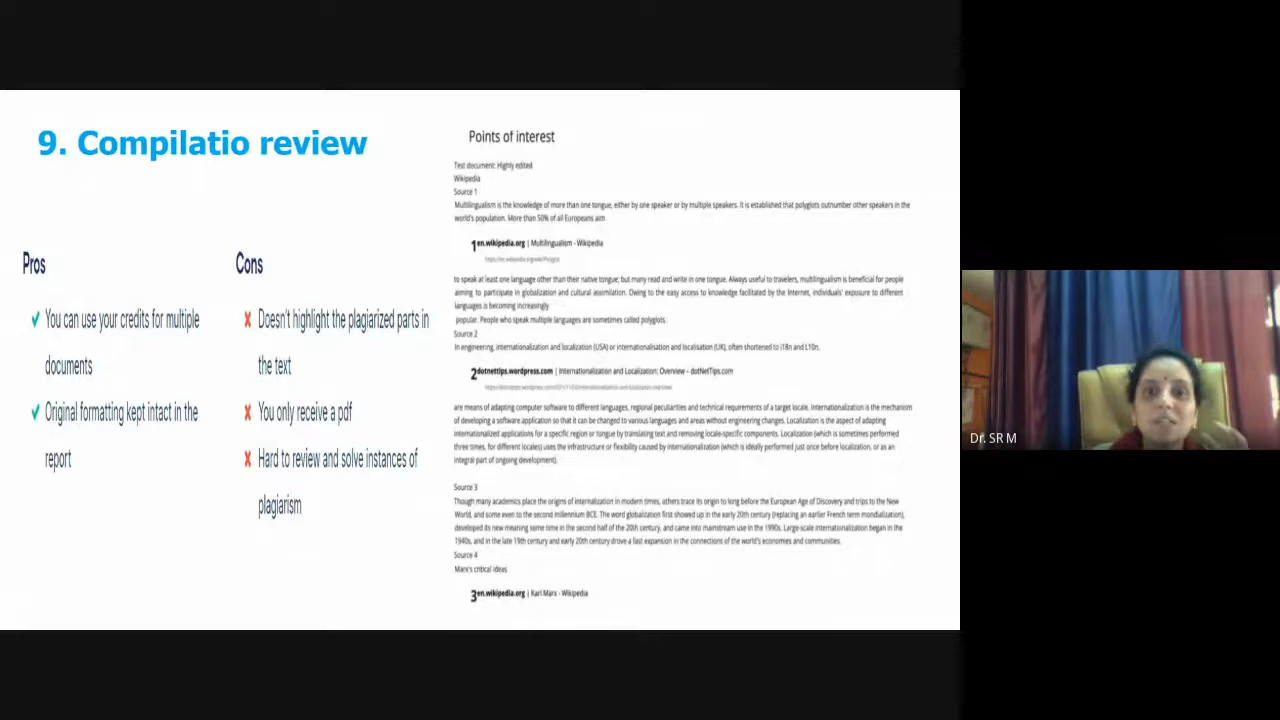 9. Compilatio review
Pros
You can use your credits for multiple
documents
Original formatting kept intact in the
report
Cons
Doesn't highlight the plagiarized parts in
the text
You only receive a pdf
Hard to review and solve instances of
plagiarism
Points of interest
Test document: Highly edited
Wikipedia
Source 1
Multilingualism is the knowledge of more than one tongue, either by one speaker or by multiple speakers. It is established that polyglots outnumber other speakers in the
world's population. More than 50% of all Europeans aim
1 en.wikipedia.org | Multilingualism - Wikipedia
to speak at least one language other than their native tongue; but many read and write in one tongue. Always useful to travelers, multilingualism is beneficial for people
aiming to participate in globalization and cultural assimilation. Owing to the easy access to knowledge facilitated by the Internet, individuals' exposure to different
languages is becoming increasingly
popular. People who speak multiple languages are sometimes called polyglots.
Source 2
In engineering, internationalization and localization (USA) or internationalisation and localisation (UK), often shortened to i18n and L10n,
2 dotnettips.wordpress.com | Internationalization and Localization: Overview – dotNetTips.com
are means of adapting computer software to different languages, regional peculiarities and technical requirements of a target locale. Internationalization is the mechanism
of developing a software application so that it can be changed to various languages and areas without engineering changes. Localization is the aspect of adapting
internationalized applications for a specific region or tongue by translating text and removing locale-specific components. Localization (which is sometimes performed
three times, for different locales) uses the infrastructure or flexibility caused by internationalization (which is ideally performed just once before localization, or as an
integral part of ongoing development).
Source 3
Though many academics place the origins of internalization in modern times, others trace its origin to long before the European Age of Discovery and trips to the New
World, and some even to the second millennium BCE. The word globalization first showed up in the early 20th century (replacing an earlier French term mondialization),
developed its new meaning some time in the second half of the 20th century, and came into mainstream use in the 1990s. Large-scale internationalization began in the
1940s, and in the late 19th century and early 20th century drove a fast expansion in the connections of the world's economies and communities.
Source 4
Marx's critical ideas
3 en.wikipedia.org | Karl Marx - Wikipedia
Dr. SR M